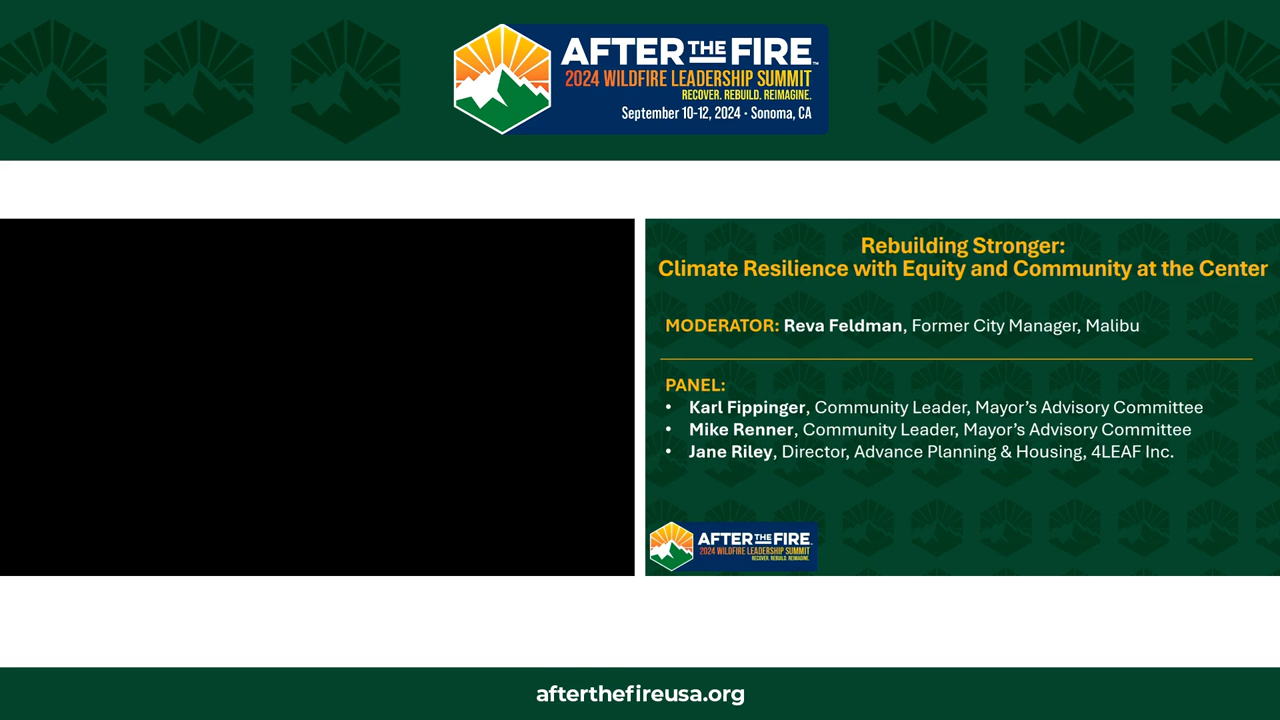 AFTER THE FIRE™
2024 WILDFIRE LEADERSHIP SUMMIT
RECOVER. REBUILD. REIMAGINE.
September 10-12, 2024 • Sonoma, CA
Rebuilding Stronger:
Climate Resilience with Equity and Community at the Center
MODERATOR: Reva Feldman, Former City Manager, Malibu
PANEL:
• Karl Fippinger, Community Leader, Mayor’s Advisory Committee
• Mike Renner, Community Leader, Mayor’s Advisory Committee
• Jane Riley, Director, Advance Planning & Housing, 4LEAF Inc.
AFTER THE FIRE
2024 WILDFIRE LEADERSHIP SUMMIT
RECOVER. REBUILD. REIMAGINE.
afterthefireusa.org